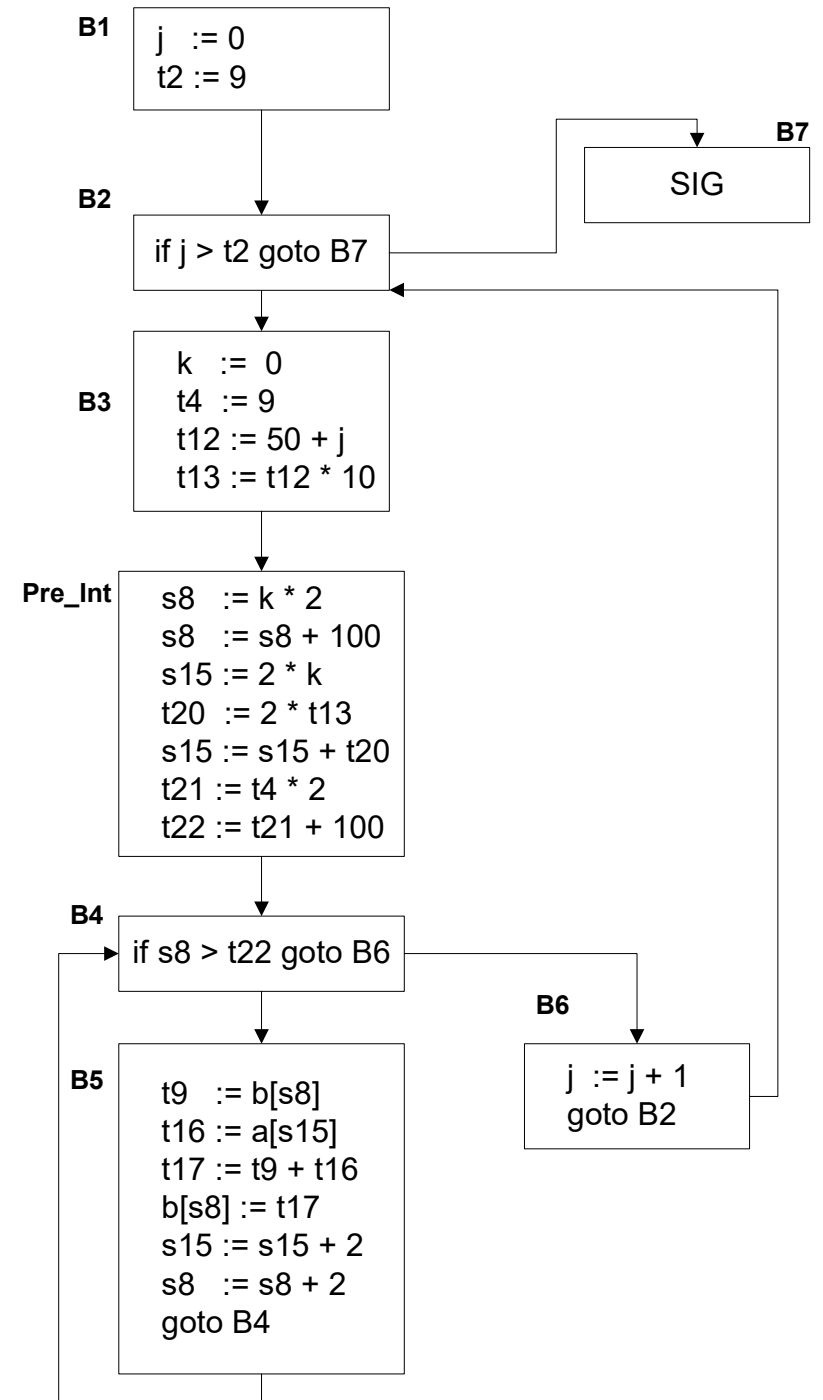 B1
j := 0
t2 := 9
B7
SIG
B2
if j > t2 goto B7
B3
k := 0
t4 := 9
t12 := 50 + j
t13 := t12 * 10
Pre_Int
s8 := k * 2
s8 := s8 + 100
s15 := 2 * k
t20 := 2 * t13
s15 := s15 + t20
t21 := t4 * 2
t22 := t21 + 100
B4
if s8 > t22 goto B6
B6
j := j + 1
goto B2
B5
t9 := b[s8]
t16 := a[s15]
t17 := t9 + t16
b[s8] := t17
s15 := s15 + 2
s8 := s8 + 2
goto B4